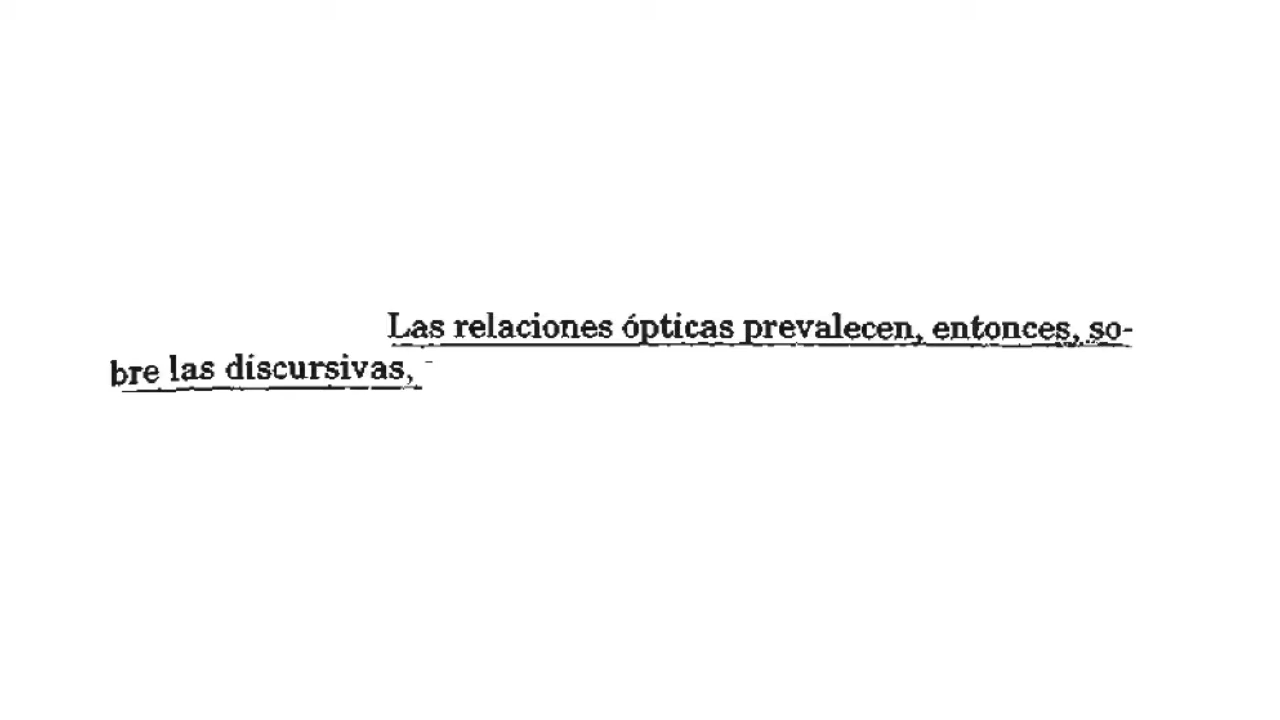 Las relaciones ópticas prevalecen, entonces, so-
bre las discursivas,